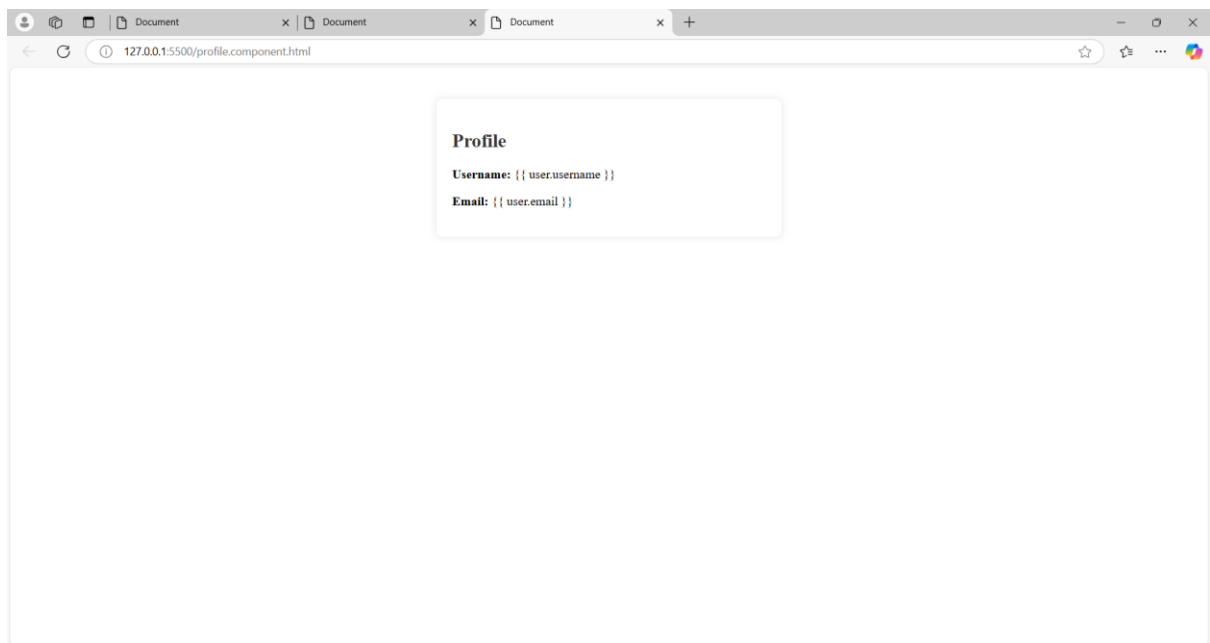 Document
Document
Document
127.0.0.1:5500/profile.component.html
Profile
Username: {{ user.username }}
Email: {{ user.email }}